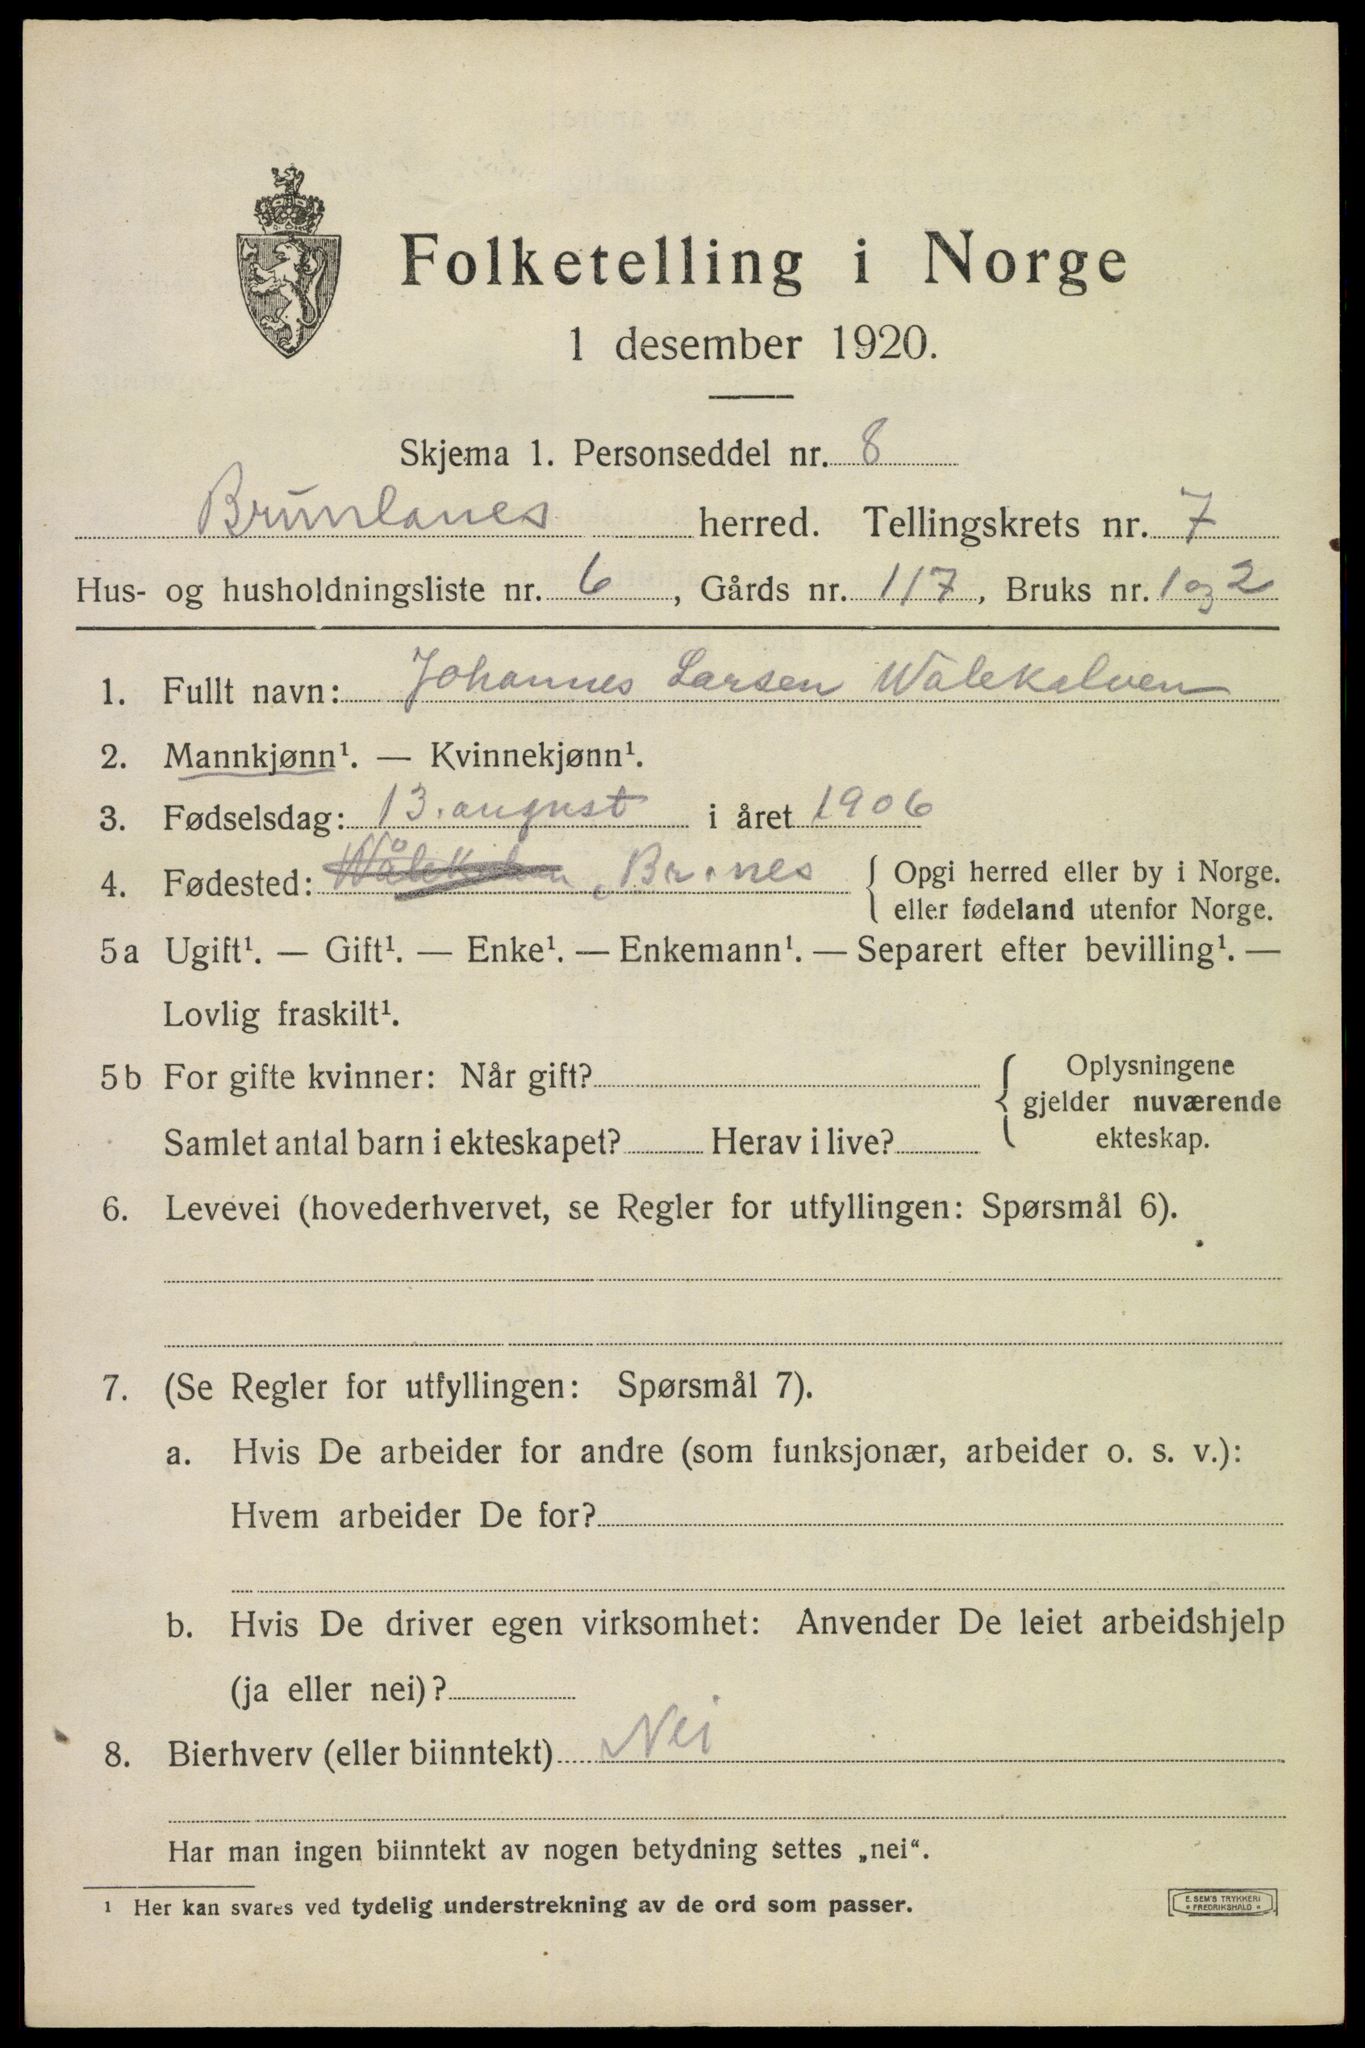 Folketelling i Norge
1 desember 1920.
Skjema 1. Personseddel nr. 8
Brunlanes herred. Tellingskrets nr. 7
Hus- og husholdningsliste nr. 6, Gårds nr. 117, Bruks nr. 1 og 2
1. Fullt navn: Johannes Larsen Wålekalven
2. Mannkjønn¹. — Kvinnekjønn¹.
3. Fødselsdag: 13. august i året 1906
4. Fødested: Br.nes { Opgi herred eller by i Norge.
eller fødeland utenfor Norge.
5a Ugift¹. — Gift¹. — Enke¹. — Enkemann¹. — Separert efter bevilling¹. —
Lovlig fraskilt¹.
5b For gifte kvinner: Når gift? { Oplysningene
gjelder nuværende
Samlet antal barn i ekteskapet? Herav i live? ekteskap.
6. Levevei (hovederhvervet, se Regler for utfyllingen: Spørsmål 6).
7. (Se Regler for utfyllingen: Spørsmål 7).
a. Hvis De arbeider for andre (som funksjonær, arbeider o. s. v.):
Hvem arbeider De for?
b. Hvis De driver egen virksomhet: Anvender De leiet arbeidshjelp
(ja eller nei)?
8. Bierhverv (eller biinntekt) Nei
Har man ingen biinntekt av nogen betydning settes „nei“.
¹ Her kan svares ved tydelig understrekning av de ord som passer.
E. SEM'S TRYKKERI
* FREDRIKSHALD *